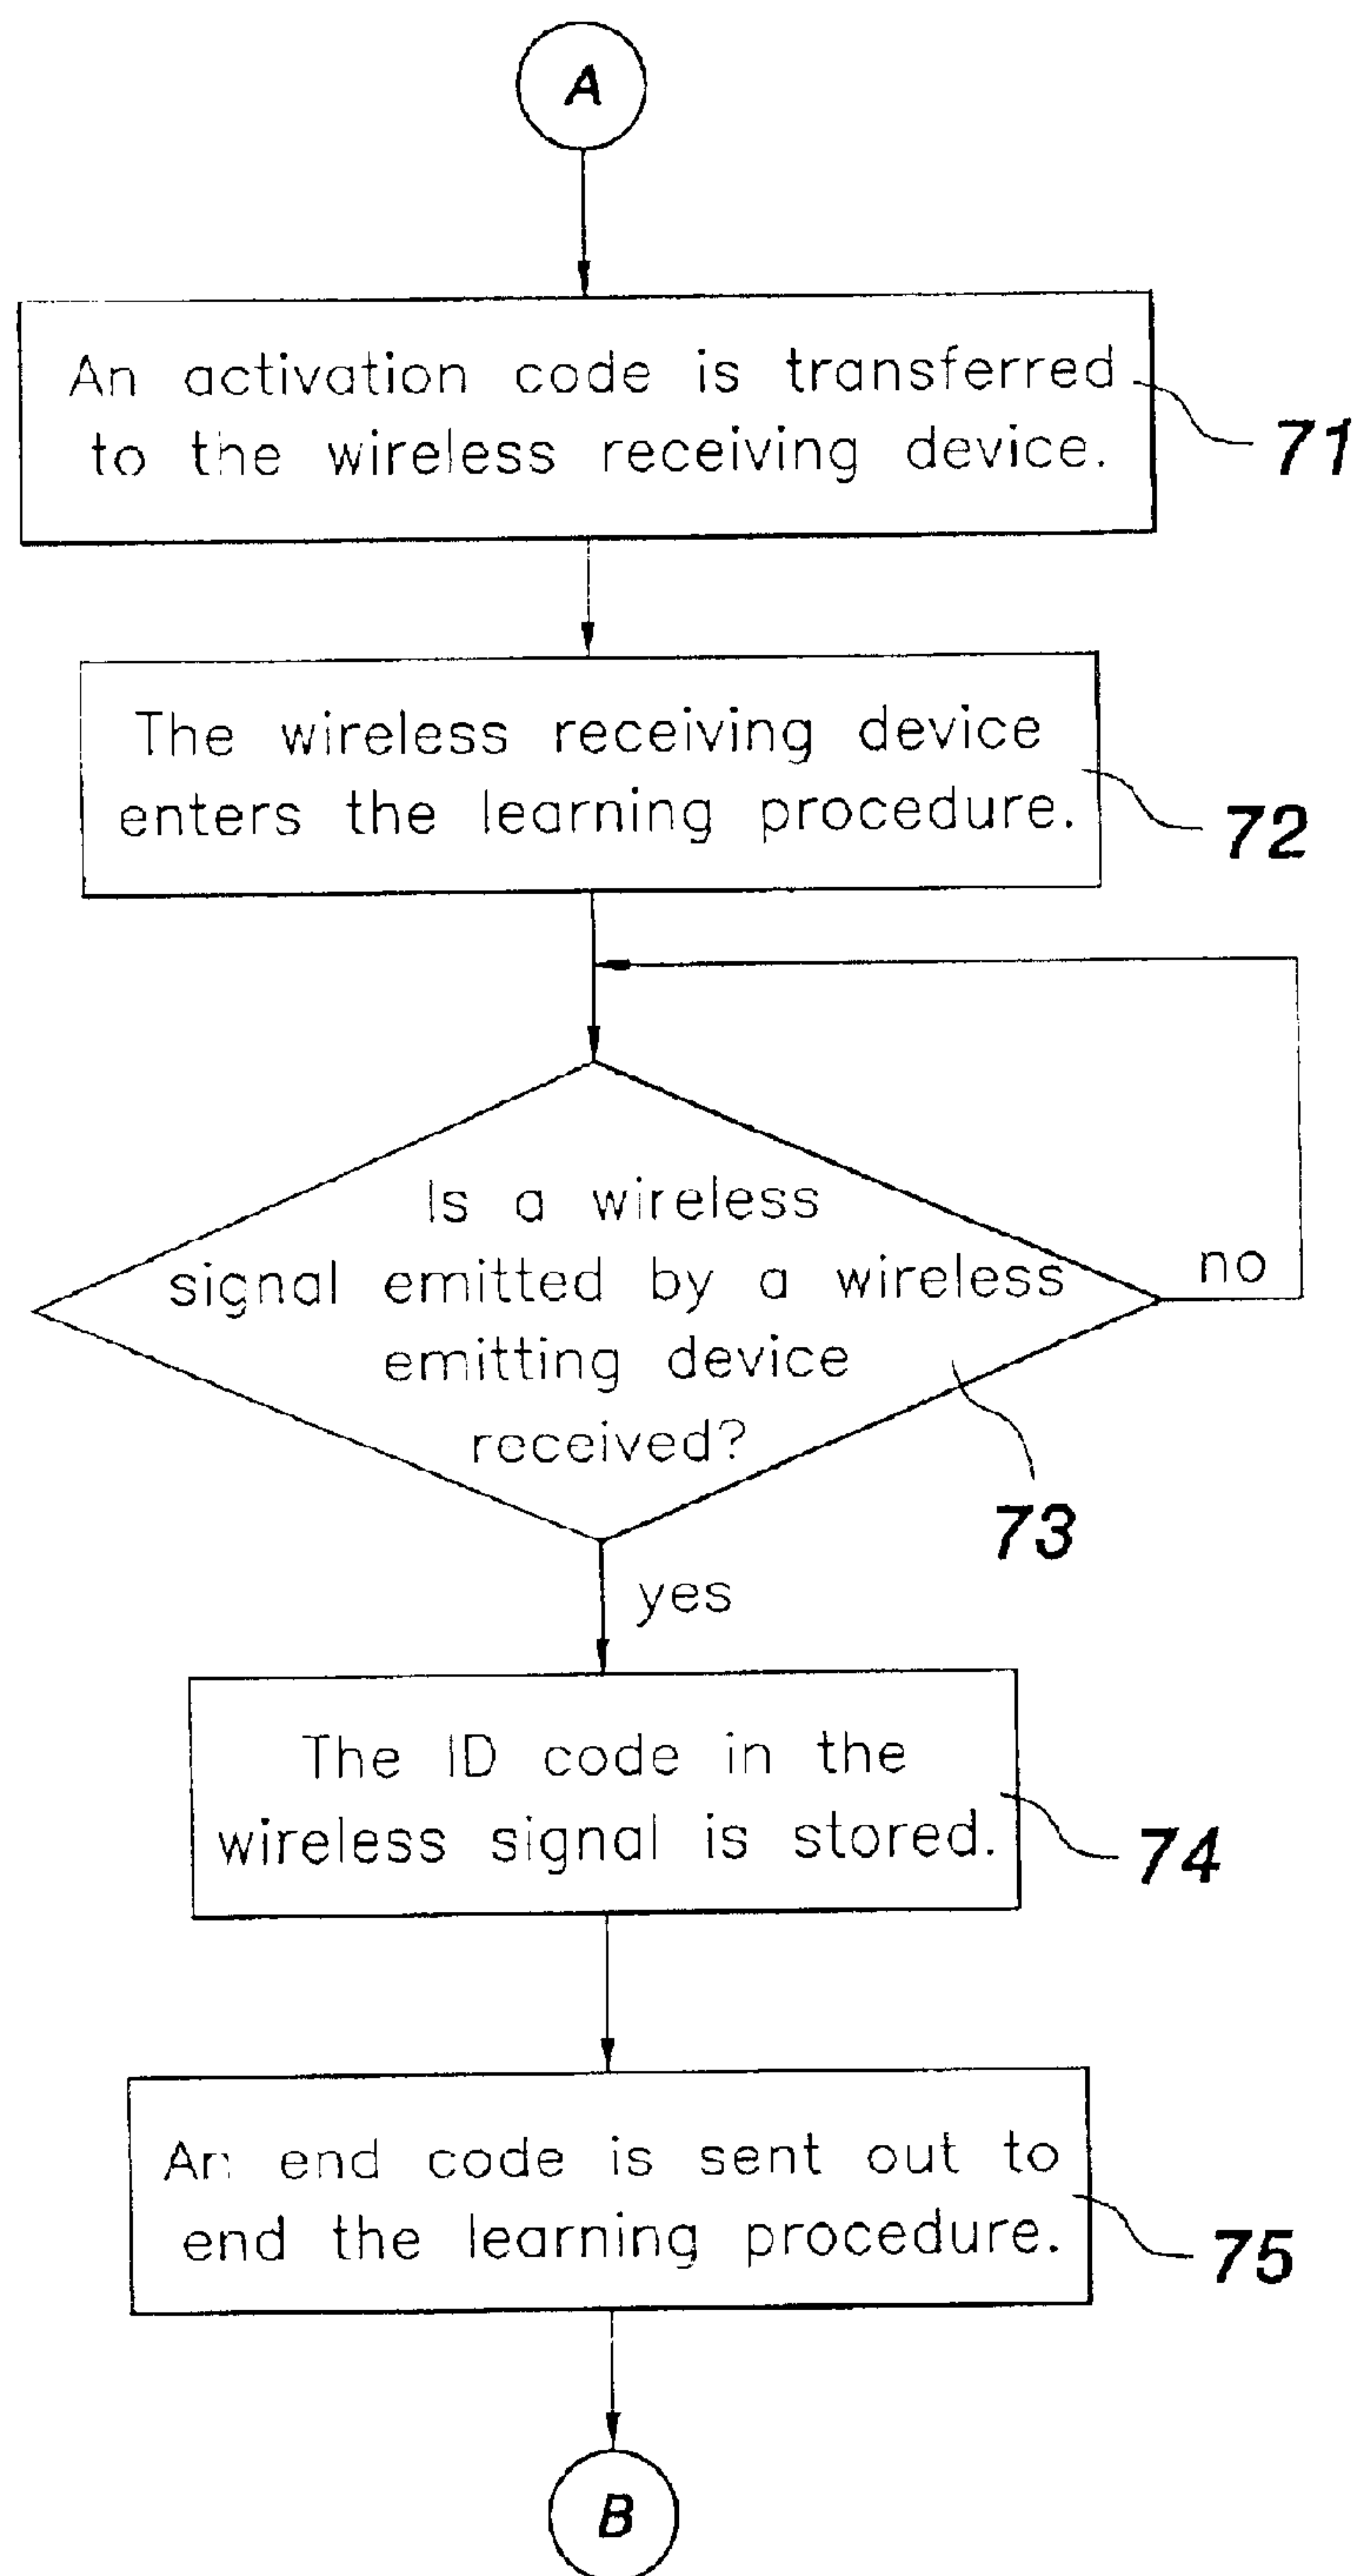 A
An activation code is transferred
to the wireless receiving device.
71
The wireless receiving device
enters the learning procedure.
72
Is a wireless
signal emitted by a wireless
emitting device
received?
no
73
yes
The ID code in the
wireless signal is stored.
74
An end code is sent out to
end the learning procedure.
75
B